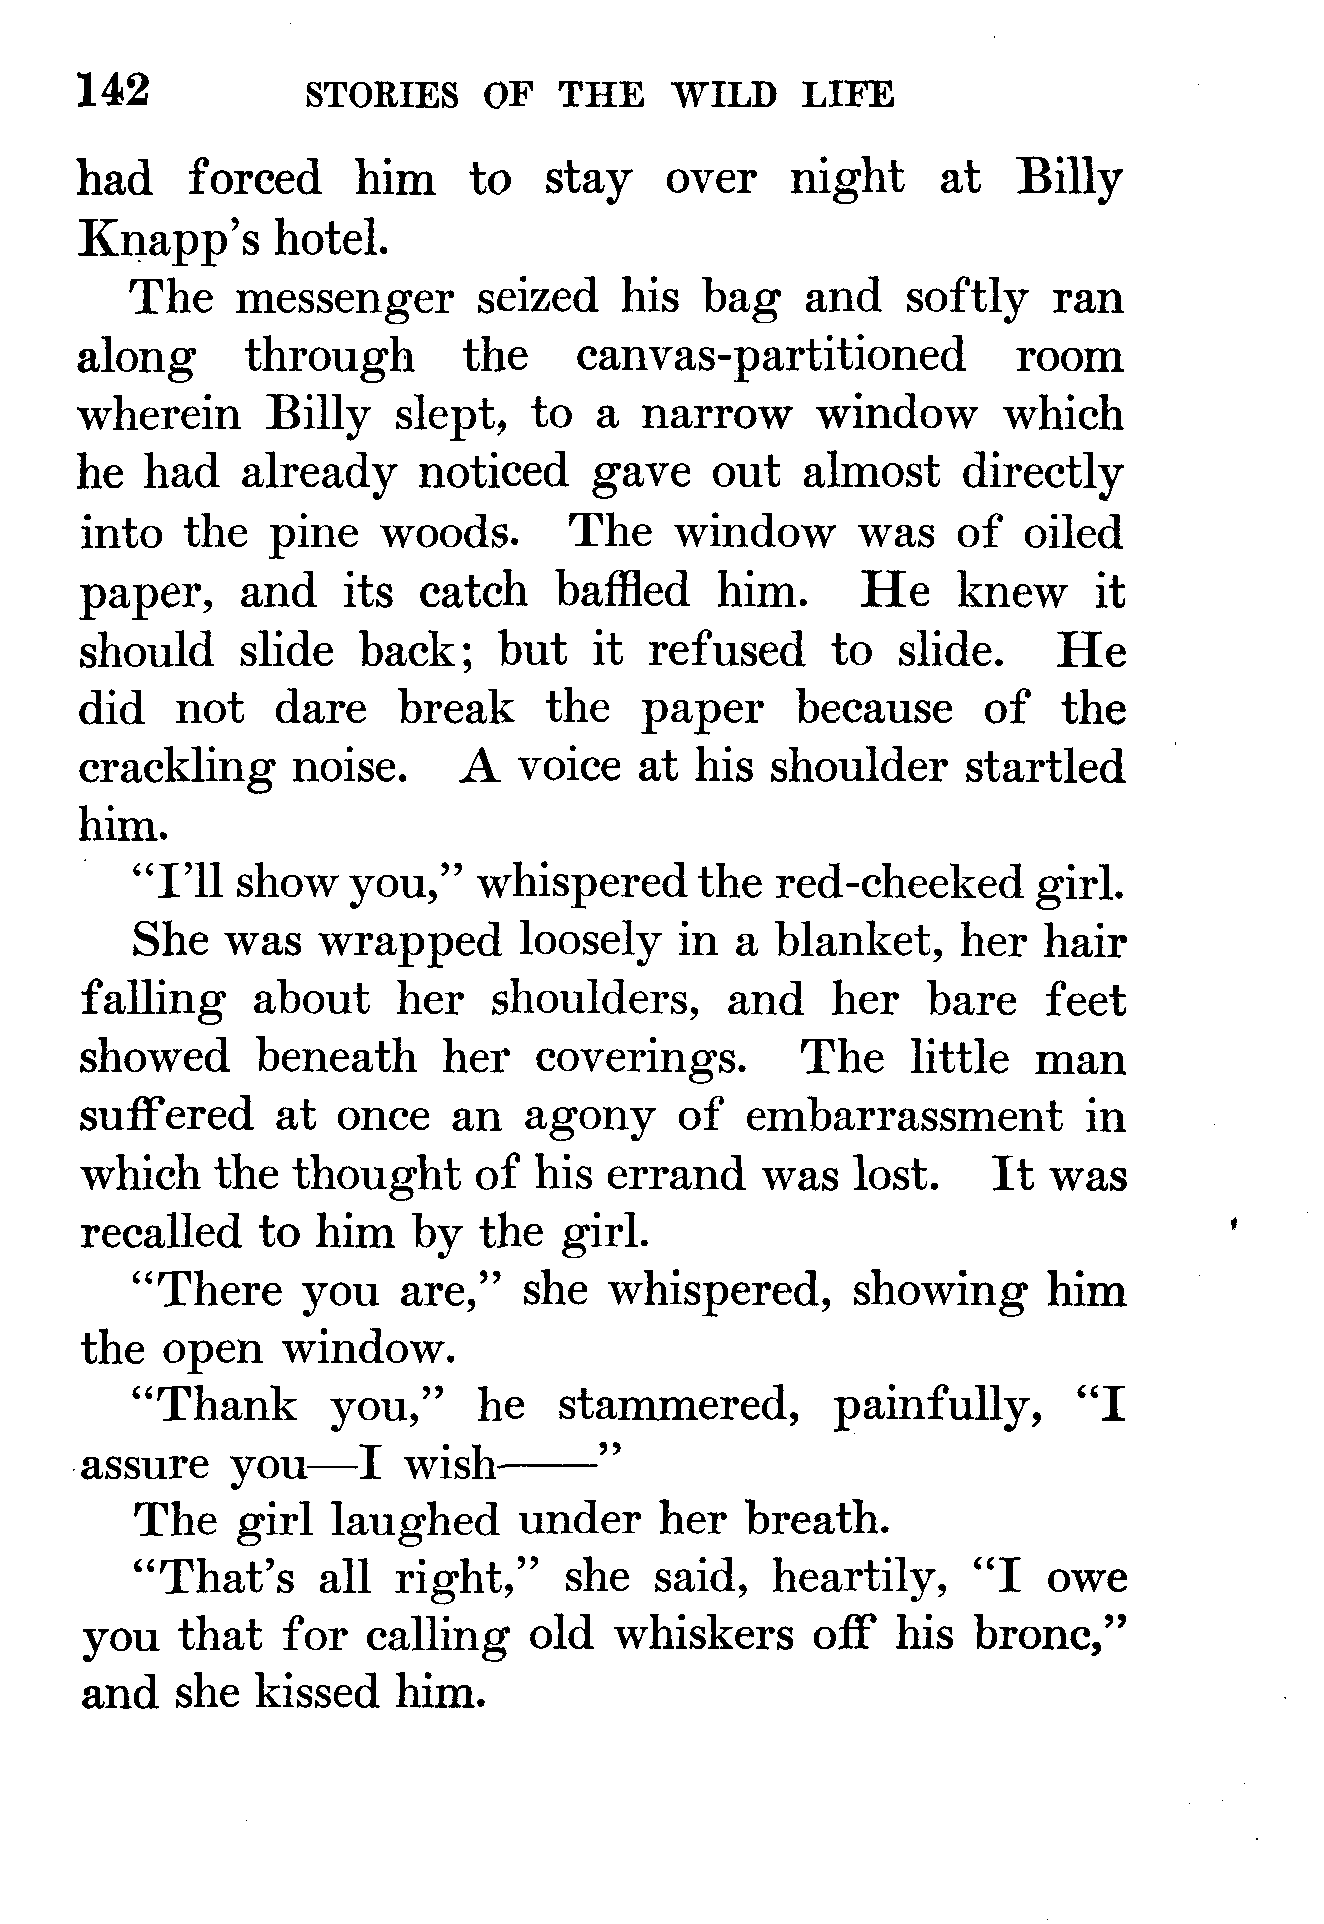 142 STORIES OF THE WILD LIFE
had forced him to stay over night at Billy
Knapp's hotel.
The messenger seized his bag and softly ran
along through the canvas-partitioned room
wherein Billy slept, to a narrow window which
he had already noticed gave out almost directly
into the pine woods. The window was of oiled
paper, and its catch baffled him. He knew it
should slide back; but it refused to slide. He
did not dare break the paper because of the
crackling noise. A voice at his shoulder startled
him.
“I’ll show you,” whispered the red-cheeked girl.
She was wrapped loosely in a blanket, her hair
falling about her shoulders, and her bare feet
showed beneath her coverings. The little man
suffered at once an agony of embarrassment in
which the thought of his errand was lost. It was
recalled to him by the girl.
“There you are,” she whispered, showing him
the open window.
“Thank you,” he stammered, painfully, “I
assure you—I wish——”
The girl laughed under her breath.
“That’s all right,” she said, heartily, “I owe
you that for calling old whiskers off his bronc,”
and she kissed him.